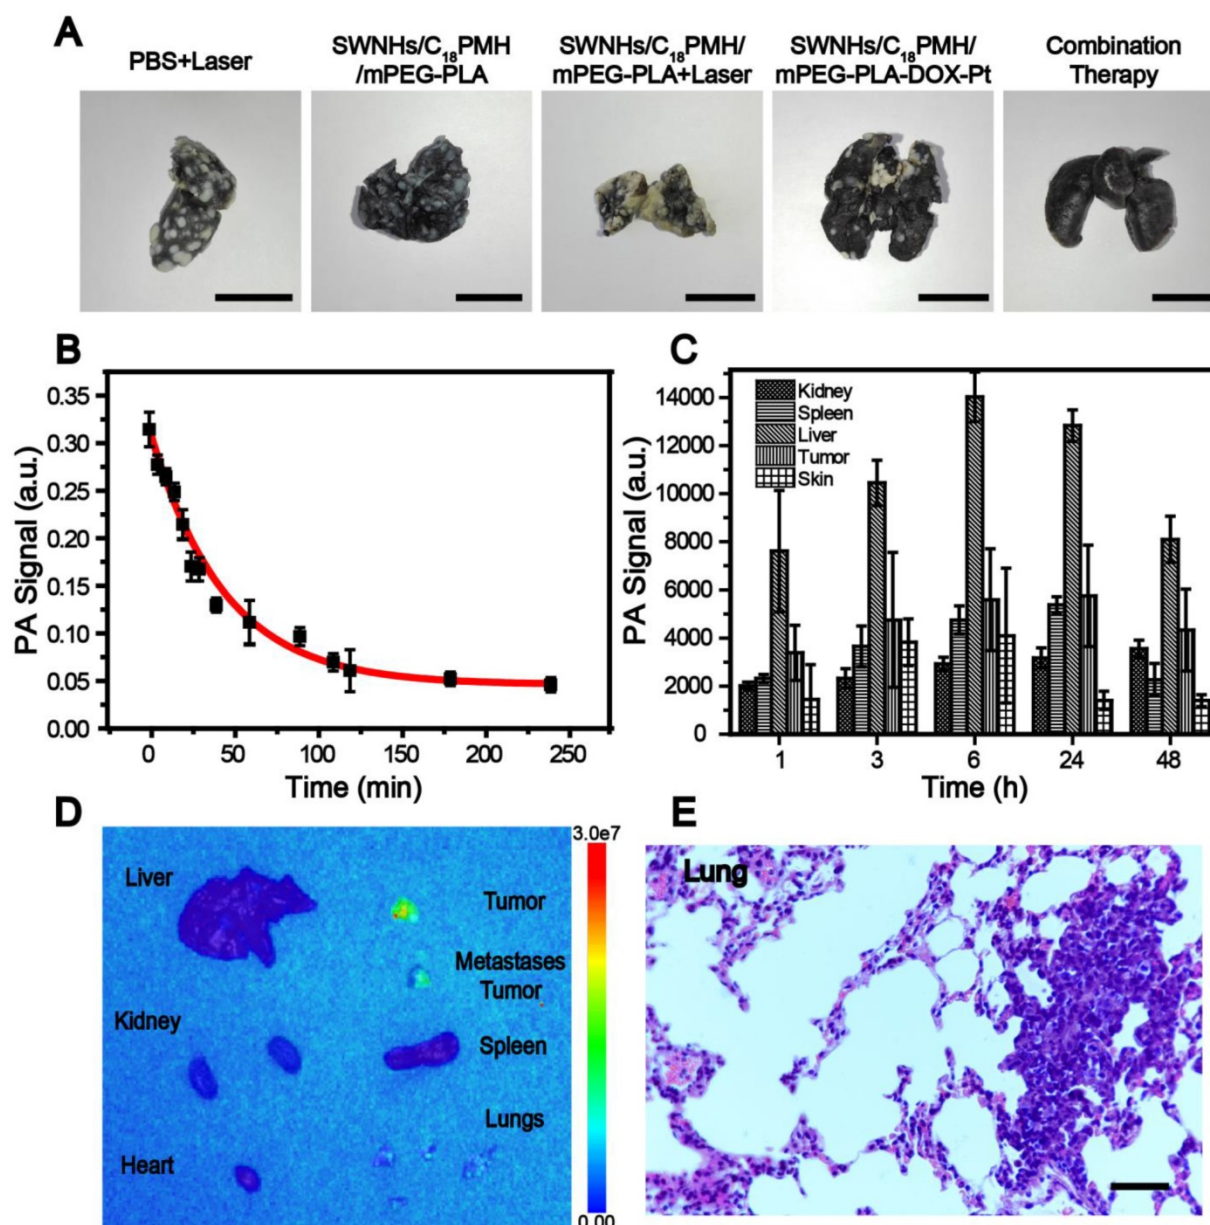 A
PBS+Laser
SWNHs/C18PMH
/mPEG-PLA
SWNHs/C18PMH/
mPEG-PLA+Laser
SWNHs/C18PMH/
mPEG-PLA-DOX-Pt
Combination
Therapy
B
PA Signal (a.u.)
0.35
0.30
0.25
0.20
0.15
0.10
0.05
0.00
0
50
100
150
200
250
Time (min)
C
PA Signal (a.u.)
14000
12000
10000
8000
6000
4000
2000
0
Kidney
Spleen
Liver
Tumor
Skin
1
3
6
24
48
Time (h)
D
Liver
Tumor
Metastases
Tumor
Kidney
Spleen
Lungs
Heart
3.0e7
0.00
E
Lung